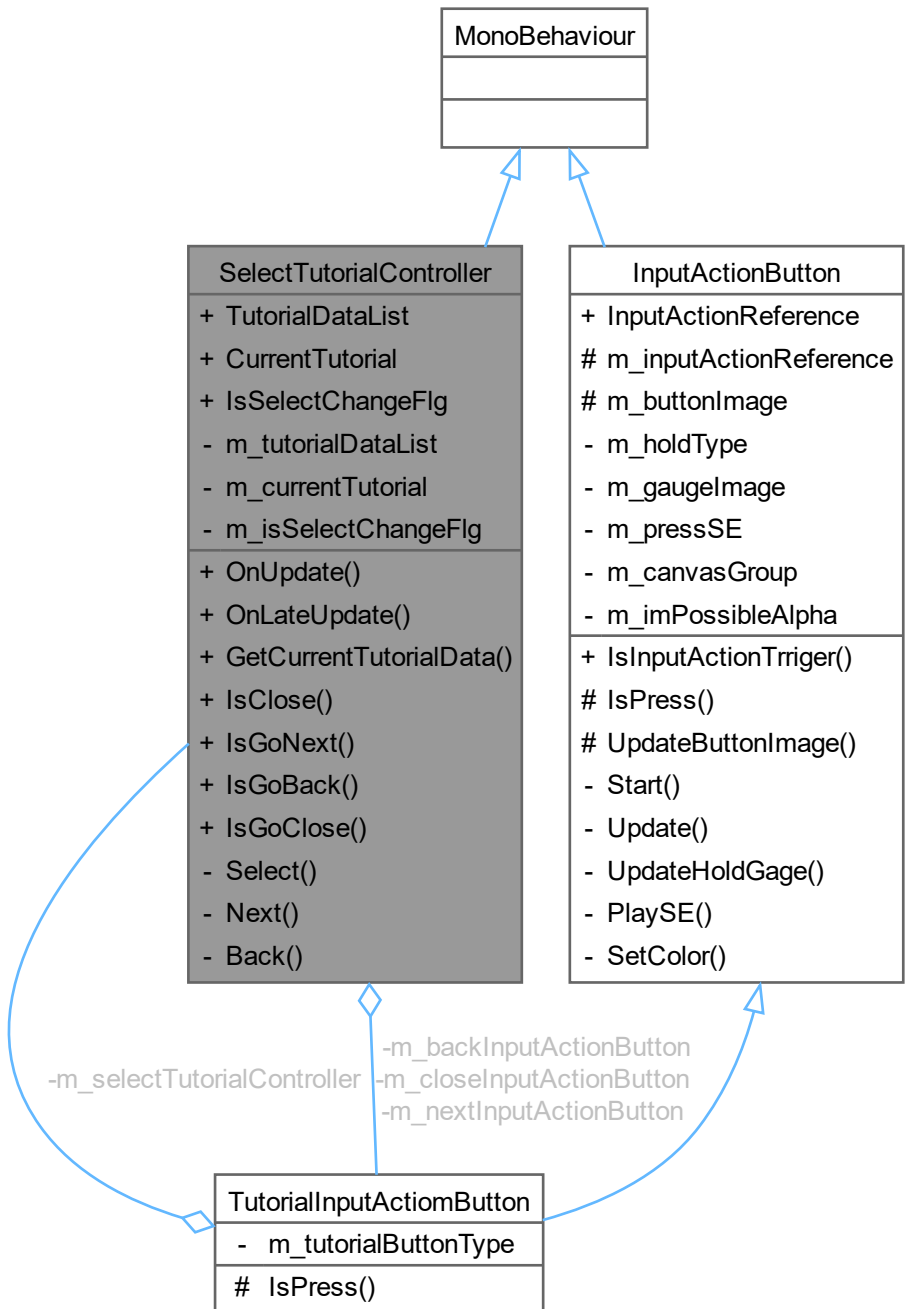 MonoBehaviour
SelectTutorialController
+ TutorialDataList
+ CurrentTutorial
+ IsSelectChangeFlg
- m_tutorialDataList
- m_currentTutorial
- m_isSelectChangeFlg
+ OnUpdate()
+ OnLateUpdate()
+ GetCurrentTutorialData()
+ IsClose()
+ IsGoNext()
+ IsGoBack()
+ IsGoClose()
- Select()
- Next()
- Back()
InputActionButton
+ InputActionReference
# m_inputActionReference
# m_buttonImage
- m_holdType
- m_gaugeImage
- m_pressSE
- m_canvasGroup
- m_imPossibleAlpha
+ IsInputActionTrriger()
# IsPress()
# UpdateButtonImage()
- Start()
- Update()
- UpdateHoldGage()
- PlaySE()
- SetColor()
-m_selectTutorialController
-m_backInputActionButton
-m_closeInputActionButton
-m_nextInputActionButton
TutorialInputActiomButton
- m_tutorialButtonType
# IsPress()